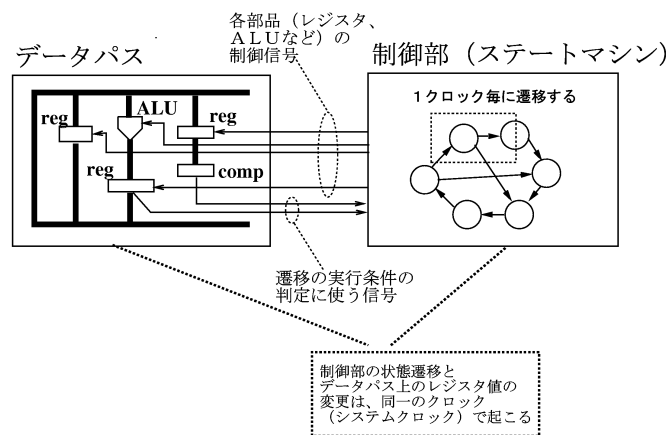 各部品（レジスタ、
ＡＬＵなど）の
制御信号
データパス
制御部（ステートマシン）
１クロック毎に遷移する
ALU
reg
reg
reg
comp
遷移の実行条件の
判定に使う信号
制御部の状態遷移と
データパス上のレジスタ値の
変更は、同一のクロック
（システムクロック）で起こる